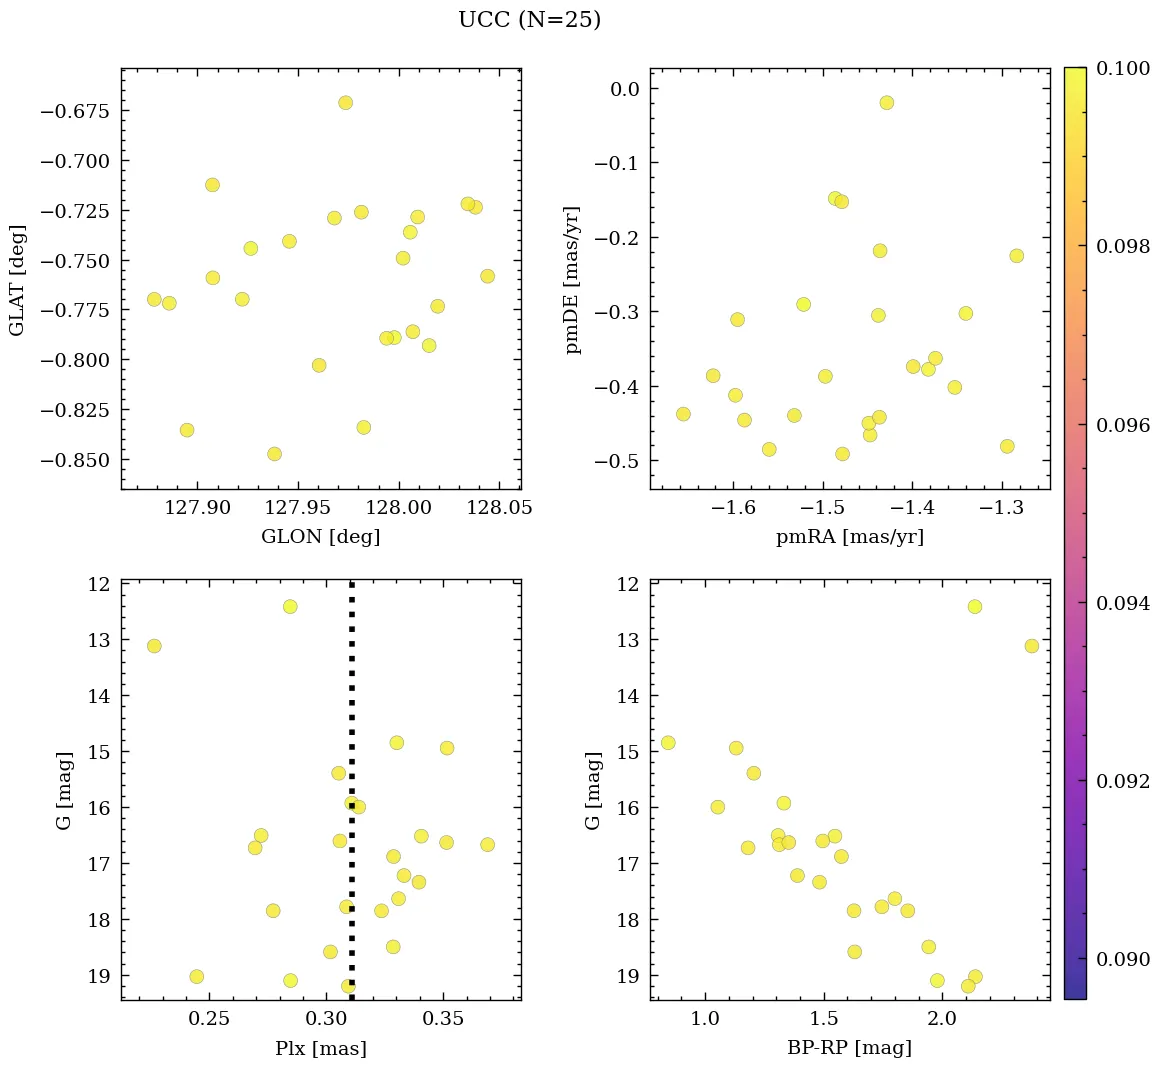 UCC (N=25)
−0.675
−0.700
−0.725
−0.750
−0.775
−0.800
−0.825
−0.850
GLAT [deg]
127.90 127.95 128.00 128.05
GLON [deg]
0.0
−0.1
−0.2
−0.3
−0.4
−0.5
pmDE [mas/yr]
−1.6 −1.5 −1.4 −1.3
pmRA [mas/yr]
12
13
14
15
16
17
18
19
G [mag]
0.25 0.30 0.35
Plx [mas]
12
13
14
15
16
17
18
19
G [mag]
1.0 1.5 2.0
BP-RP [mag]
0.100
0.098
0.096
0.094
0.092
0.090